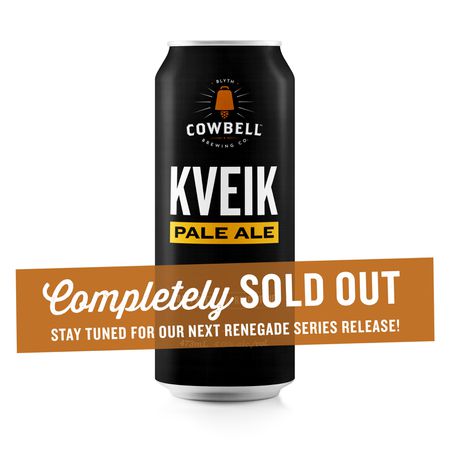 BLYTH
COWBELL
BREWING CO.
KVEIK
PALE ALE
Completely SOLD OUT
STAY TUNED FOR OUR NEXT RENEGADE SERIES RELEASE!